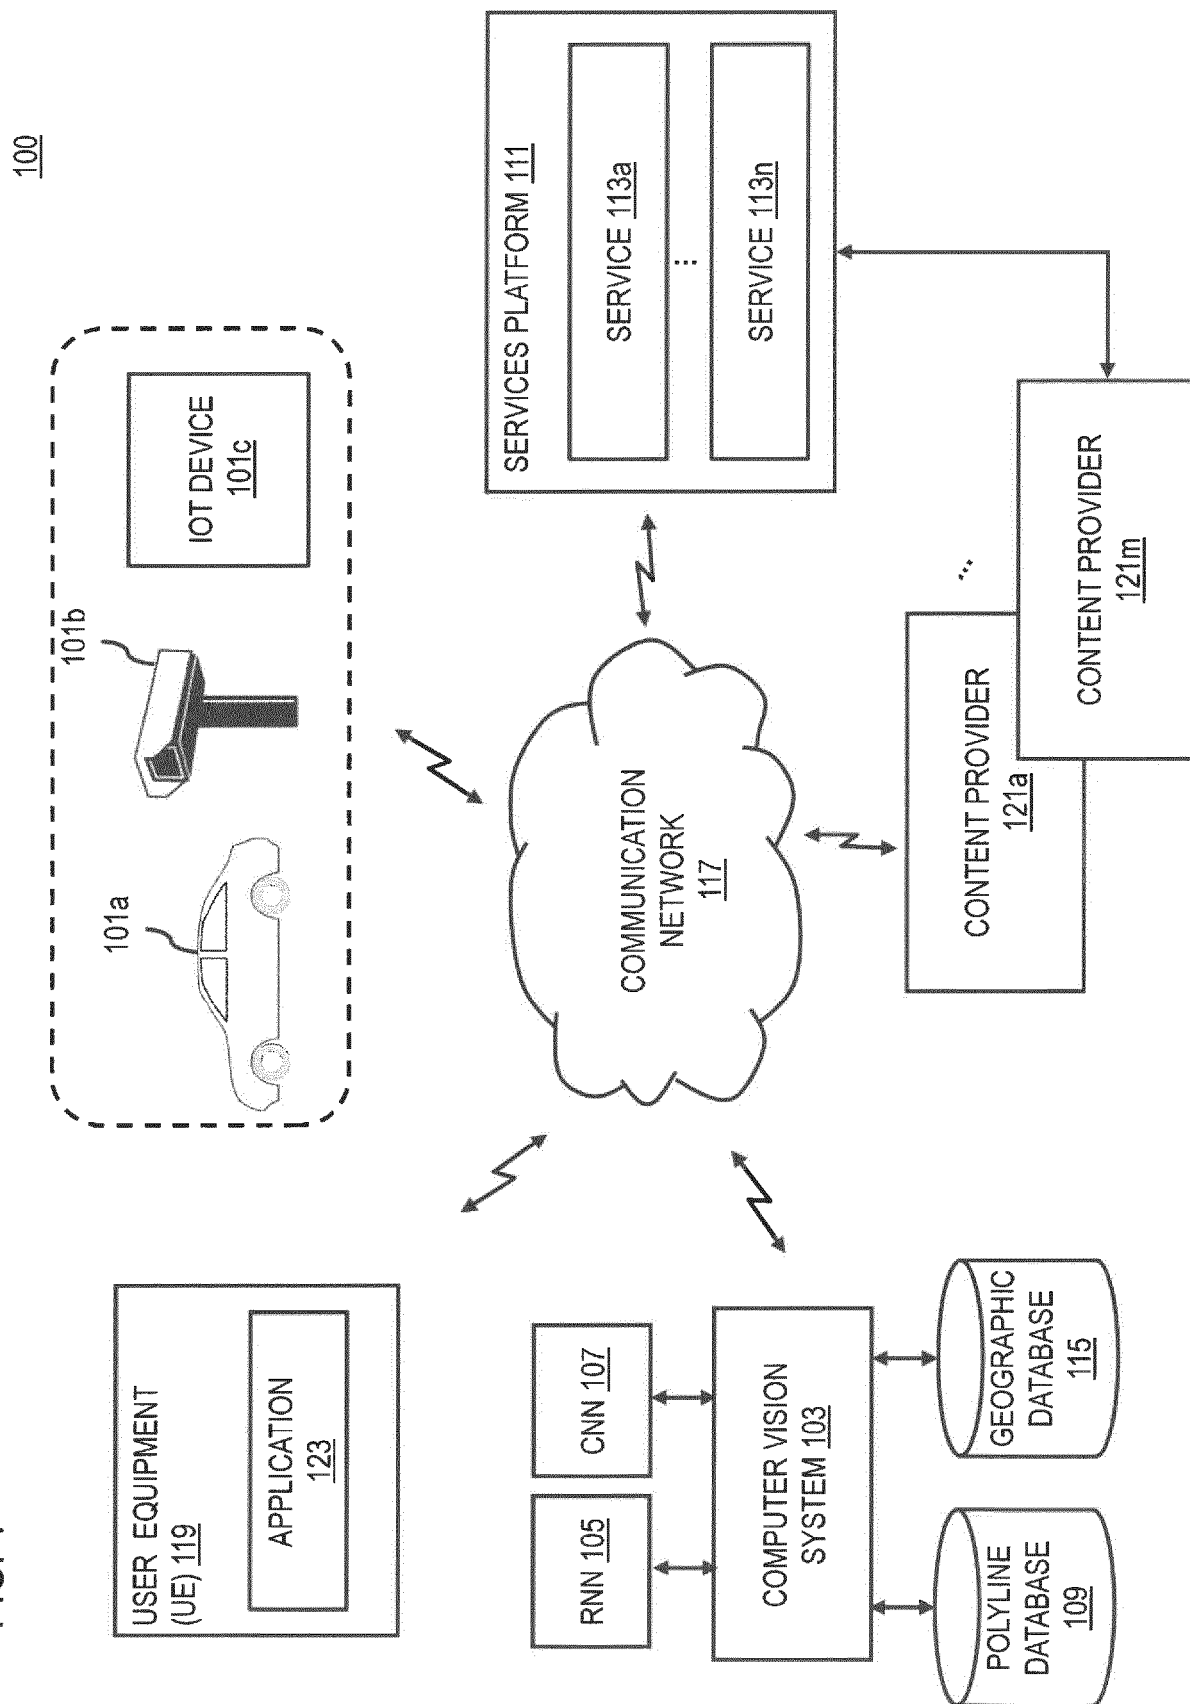 100
USER EQUIPMENT
(UE) 119
APPLICATION
123
101a
101b
IOT DEVICE
101c
RNN 105
CNN 107
COMPUTER VISION
SYSTEM 103
POLYLINE
DATABASE
109
GEOGRAPHIC
DATABASE
115
COMMUNICATION
NETWORK
117
SERVICES PLATFORM 111
SERVICE 113a
...
SERVICE 113n
CONTENT PROVIDER
121a
...
CONTENT PROVIDER
121m